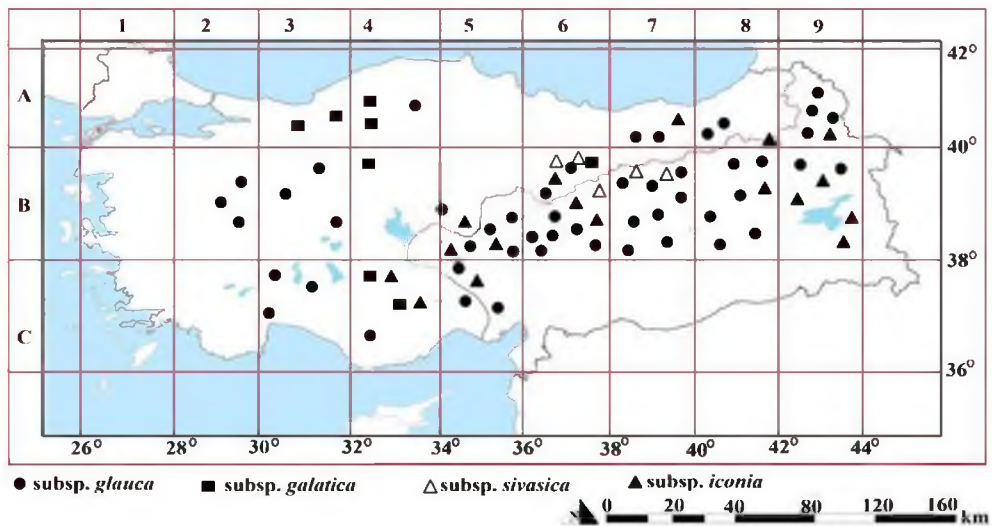 1 2 3 4 5 6 7 8 9
42°
A
40°
B
38°
C
36°
26° 28° 30° 32° 34° 36° 38° 40° 42° 44°
subsp. glauca subsp. galatica subsp. sivasica subsp. iconia
0 20 40 80 120 160 km